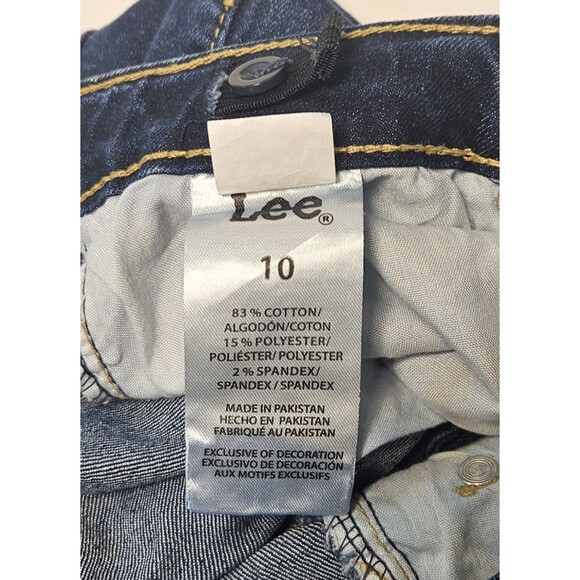 Lee®
10
83 % COTTON/
ALGODÓN/COTON
15 % POLYESTER/
POLIÉSTER/POLYESTER
2 % SPANDEX/
SPANDEX / SPANDEX
MADE IN PAKISTAN
HECHO EN PAKISTAN
FABRIQUÉ AU PAKISTAN
EXCLUSIVE OF DECORATION
EXCLUSIVO DE DECORACIÓN
AUX MOTIFS EXCLUSIFS